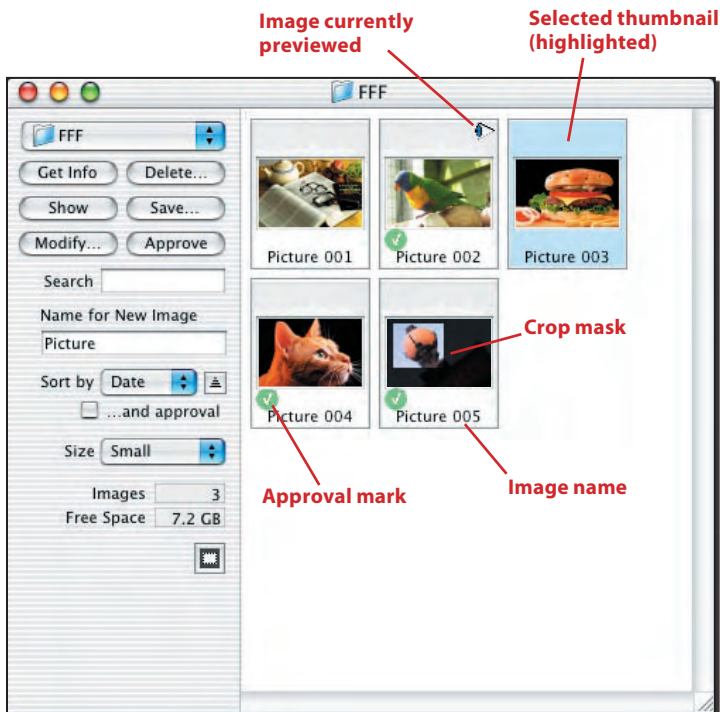 Image currently
previewed
Selected thumbnail
(highlighted)
FFF
FFF
Get Info
Delete...
Show
Save...
Modify...
Approve
Search
Name for New Image
Picture
Sort by Date
...and approval
Size Small
Images 3
Free Space 7.2 GB
Picture 001
Picture 002
Picture 003
Crop mask
Picture 004
Picture 005
Approval mark
Image name